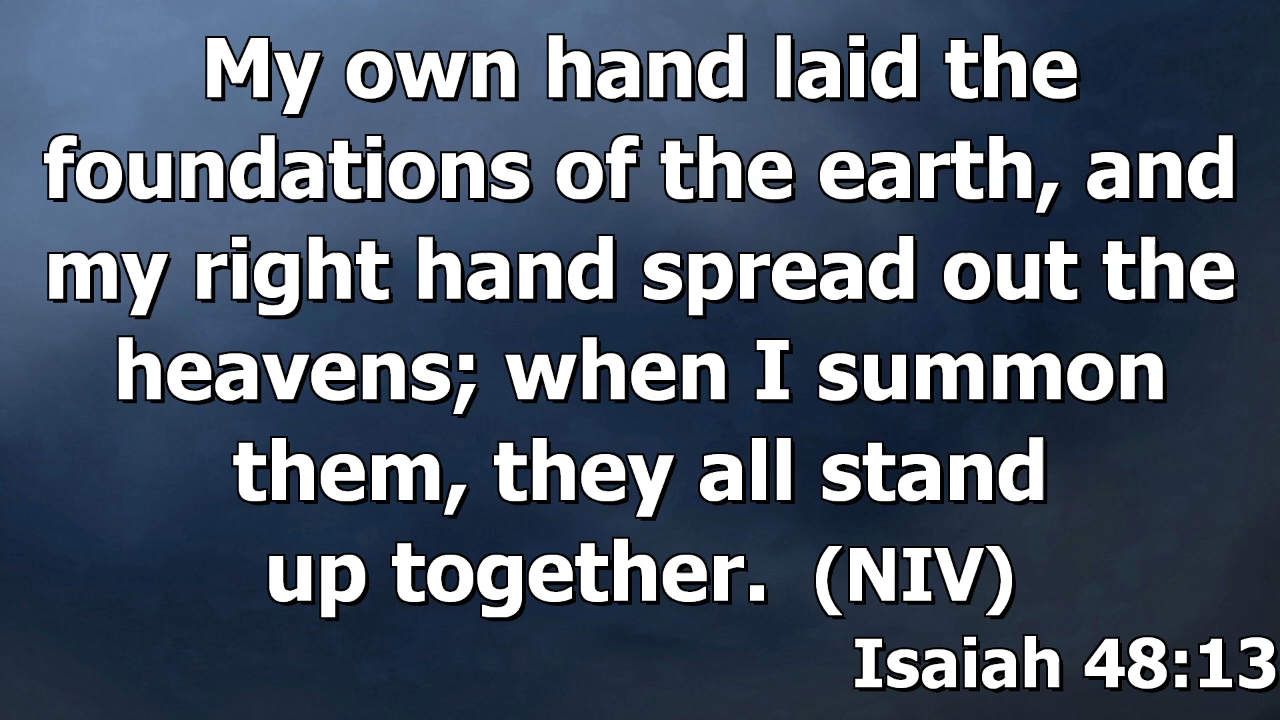 My own hand laid the
foundations of the earth, and
my right hand spread out the
heavens; when I summon
them, they all stand
up together. (NIV)
Isaiah 48:13